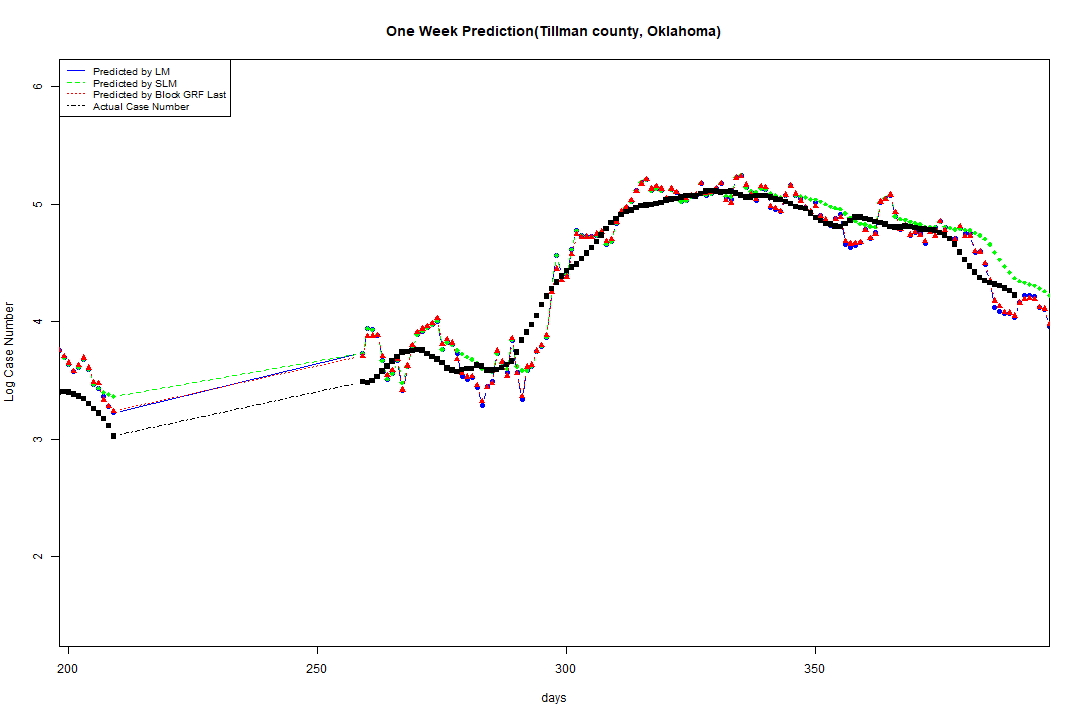 One Week Prediction(Tillman county, Oklahoma)
Predicted by LM
Predicted by SLM
Predicted by Block GRF Last
Actual Case Number
6
5
4
3
2
Log Case Number
200 250 300 350
days